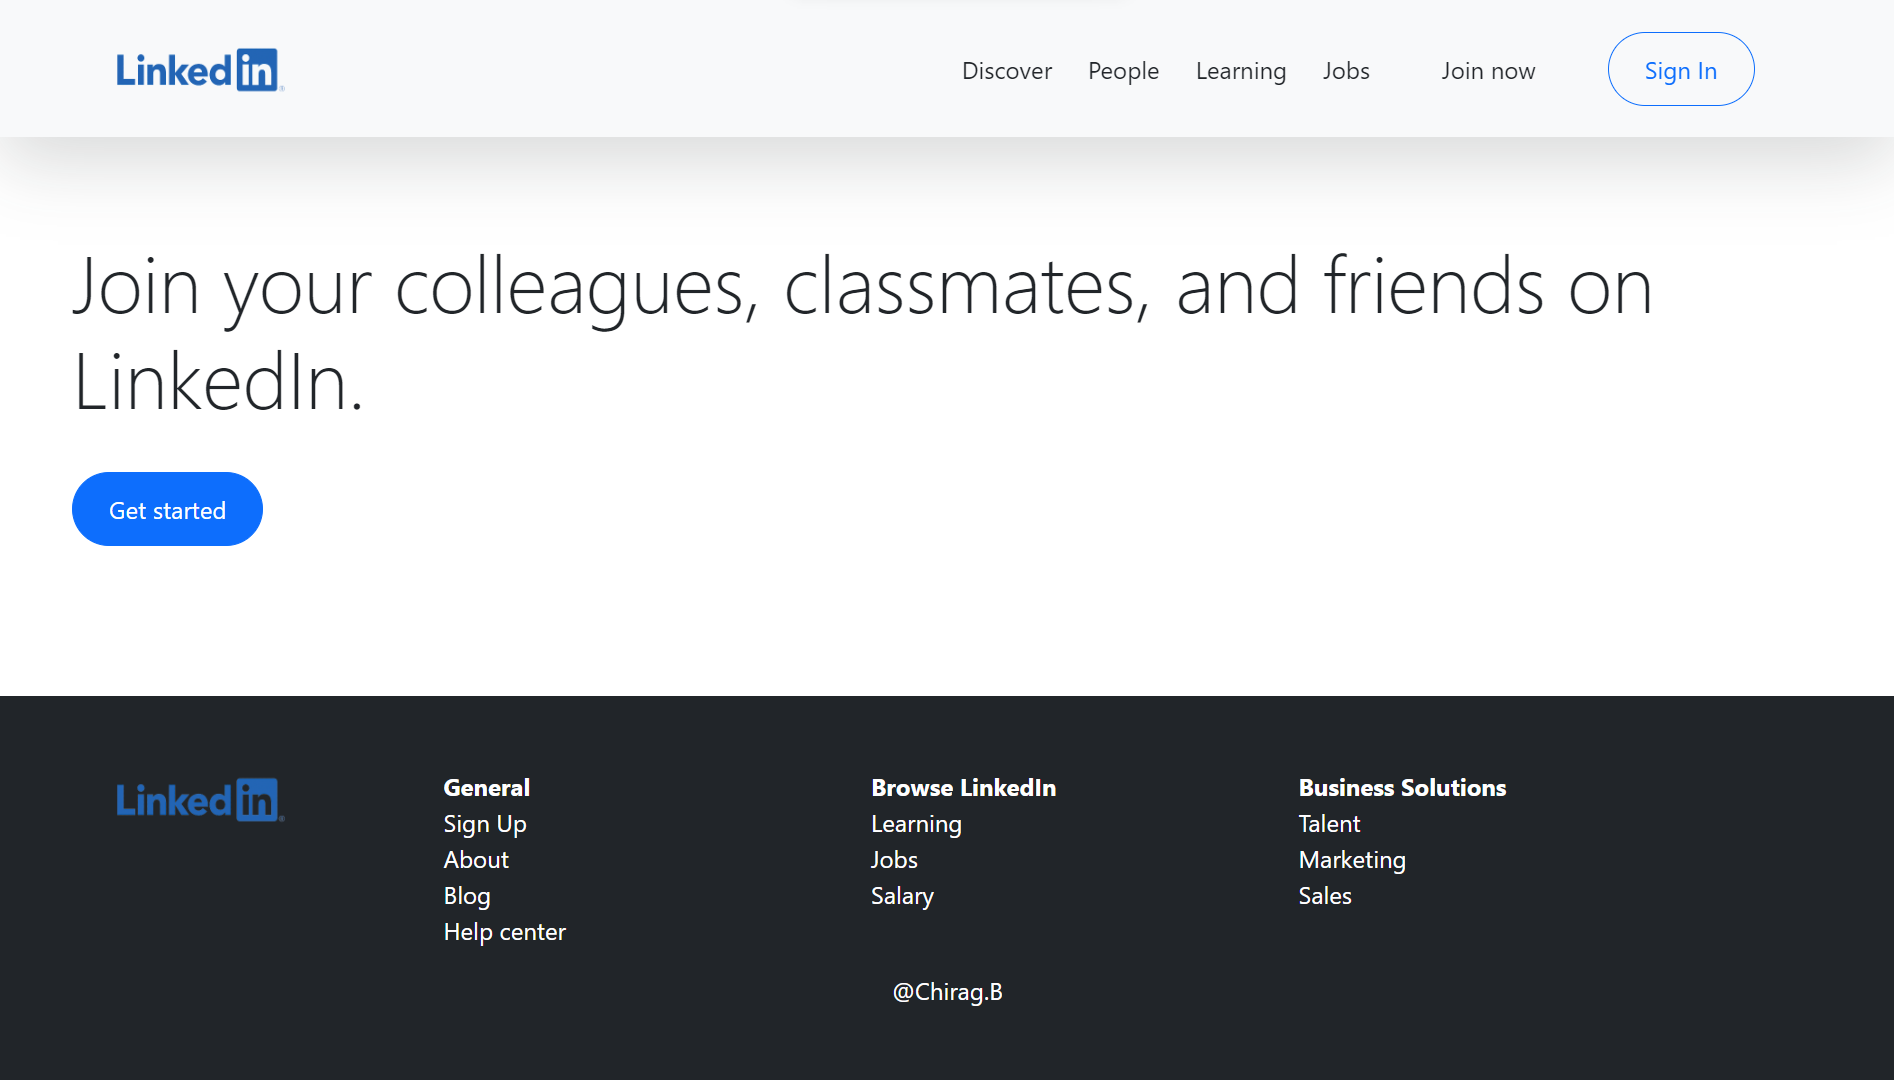 Linkedin
Discover People Learning Jobs Join now Sign In
Join your colleagues, classmates, and friends on
LinkedIn.
Get started
Linkedin
General
Sign Up
About
Blog
Help center
Browse LinkedIn
Learning
Jobs
Salary
Business Solutions
Talent
Marketing
Sales
@Chirag.B